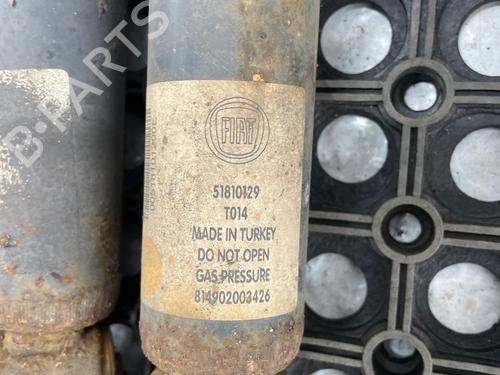 B-PARTS
FIAT
51810129
T014
MADE IN TURKEY
DO NOT OPEN
GAS-PRESSURE
814902003426